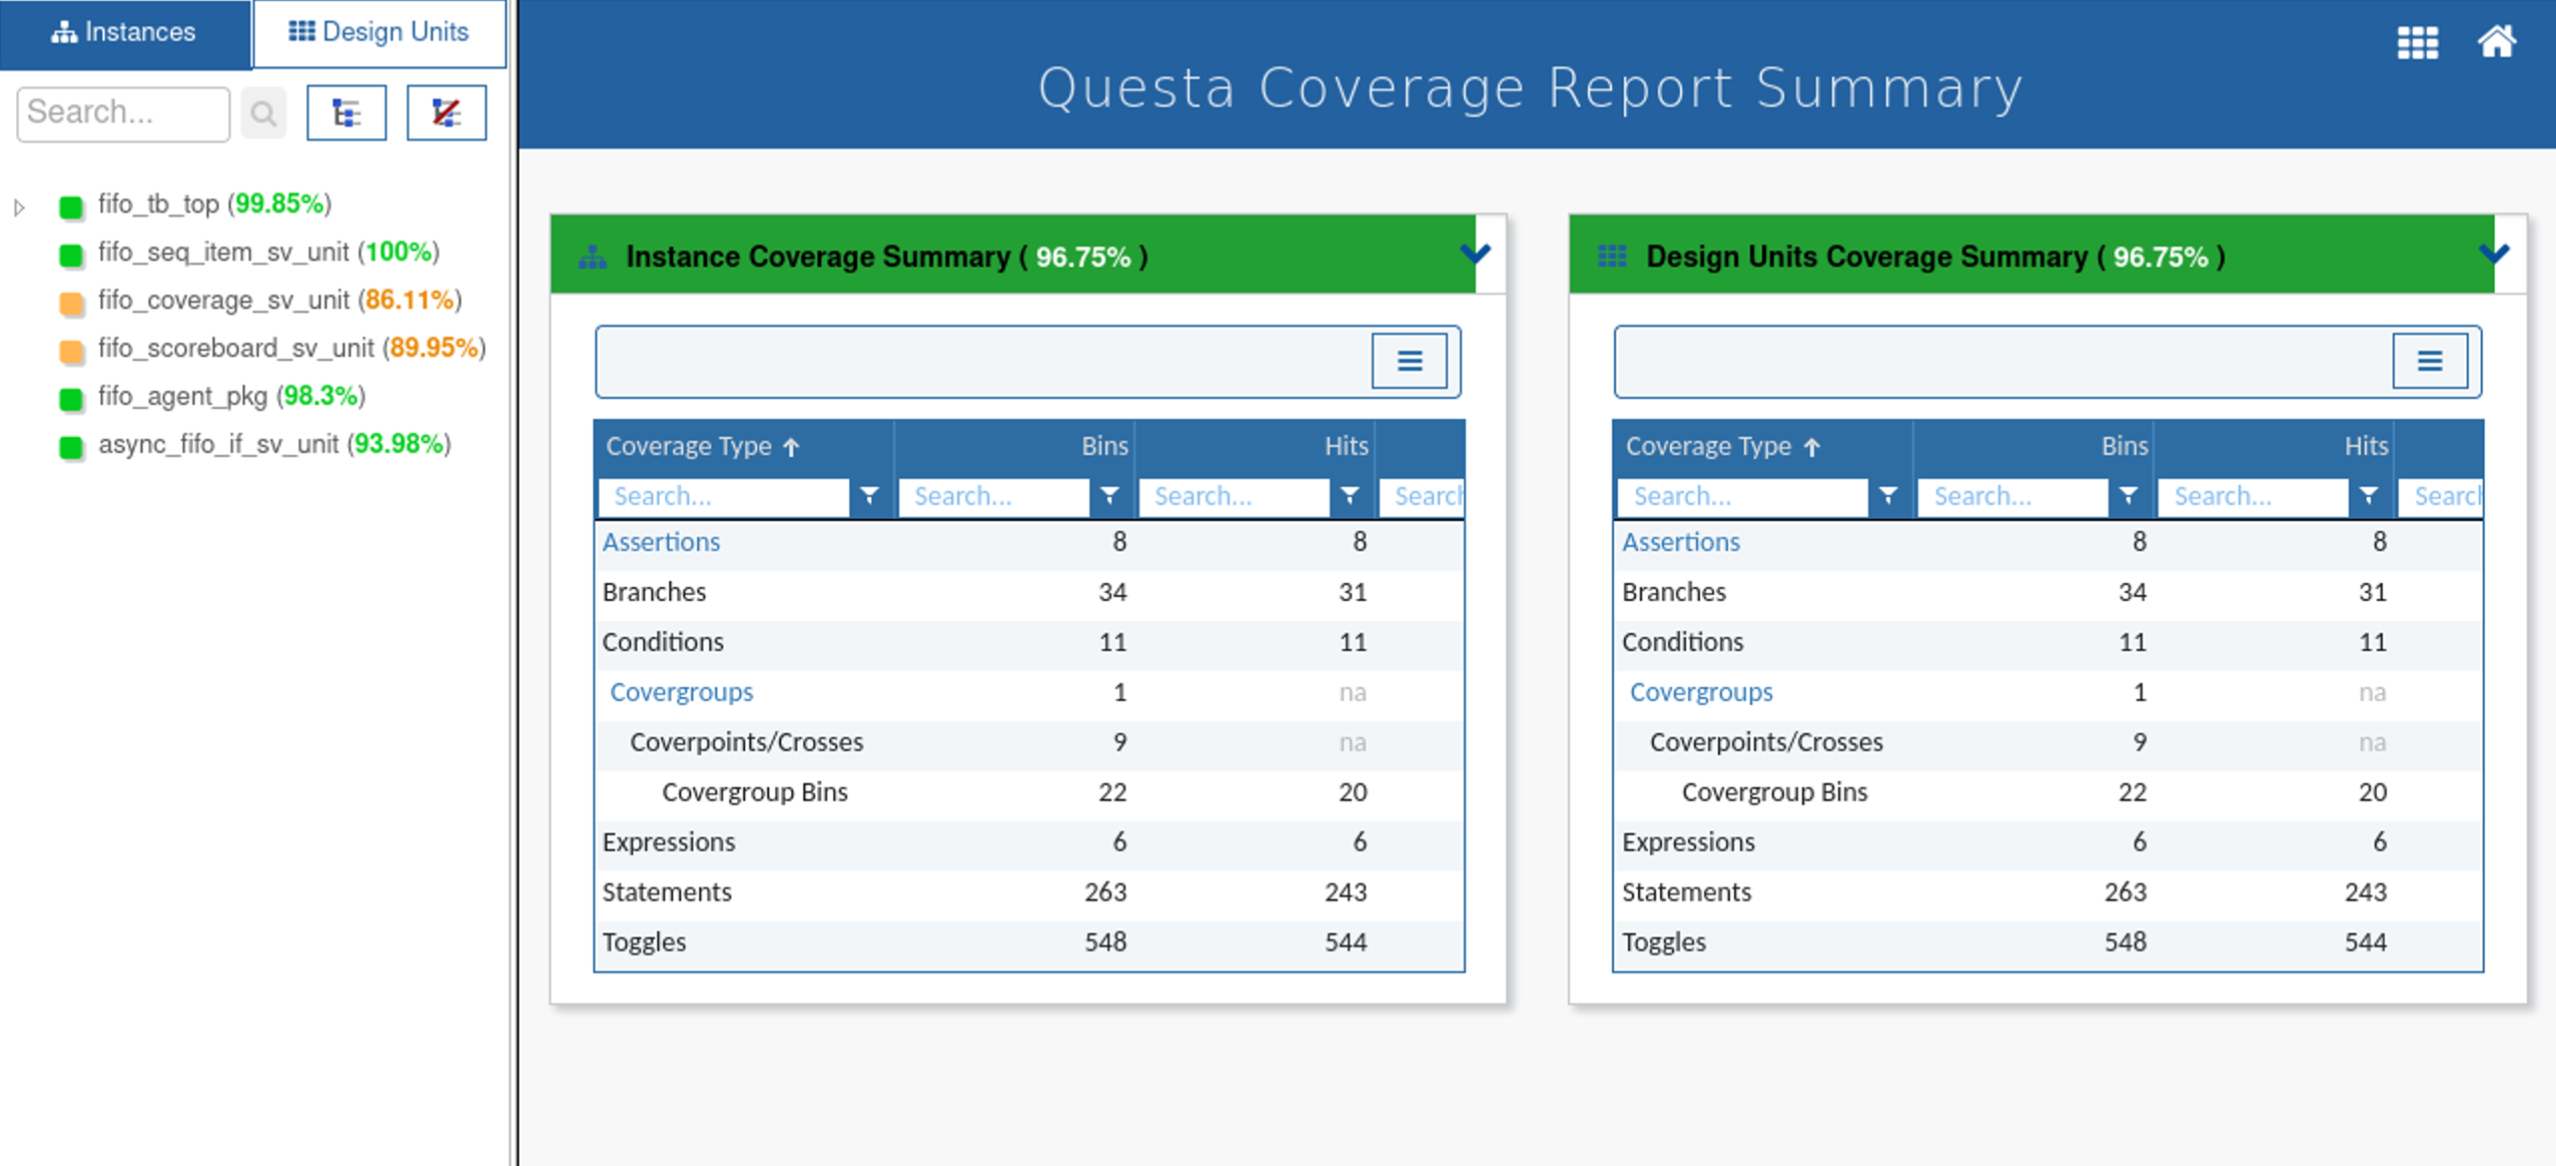 Instances
Design Units
Search...
fifo_tb_top (99.85%)
fifo_seq_item_sv_unit (100%)
fifo_coverage_sv_unit (86.11%)
fifo_scoreboard_sv_unit (89.95%)
fifo_agent_pkg (98.3%)
async_fifo_if_sv_unit (93.98%)
Questa Coverage Report Summary
Instance Coverage Summary ( 96.75% )
Coverage Type Bins Hits
Search... Search... Search... Search
Assertions 8 8
Branches 34 31
Conditions 11 11
Covergroups 1 na
Coverpoints/Crosses 9 na
Covergroup Bins 22 20
Expressions 6 6
Statements 263 243
Toggles 548 544
Design Units Coverage Summary ( 96.75% )
Coverage Type Bins Hits
Search... Search... Search... Search
Assertions 8 8
Branches 34 31
Conditions 11 11
Covergroups 1 na
Coverpoints/Crosses 9 na
Covergroup Bins 22 20
Expressions 6 6
Statements 263 243
Toggles 548 544